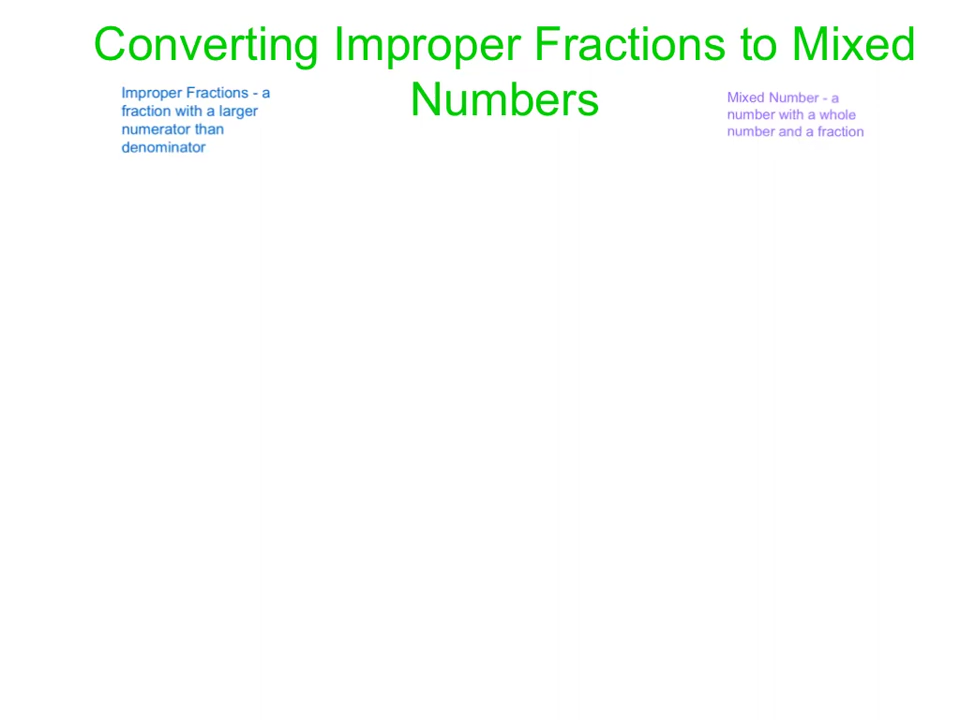 Converting Improper Fractions to Mixed
Numbers
Improper Fractions - a
fraction with a larger
numerator than
denominator
Mixed Number - a
number with a whole
number and a fraction